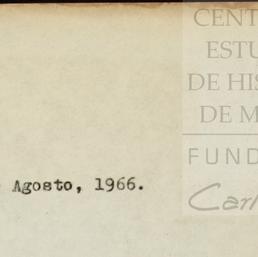 CENT
ESTU
DE HIS
DE M
FUND
Carl
Agosto, 1966.